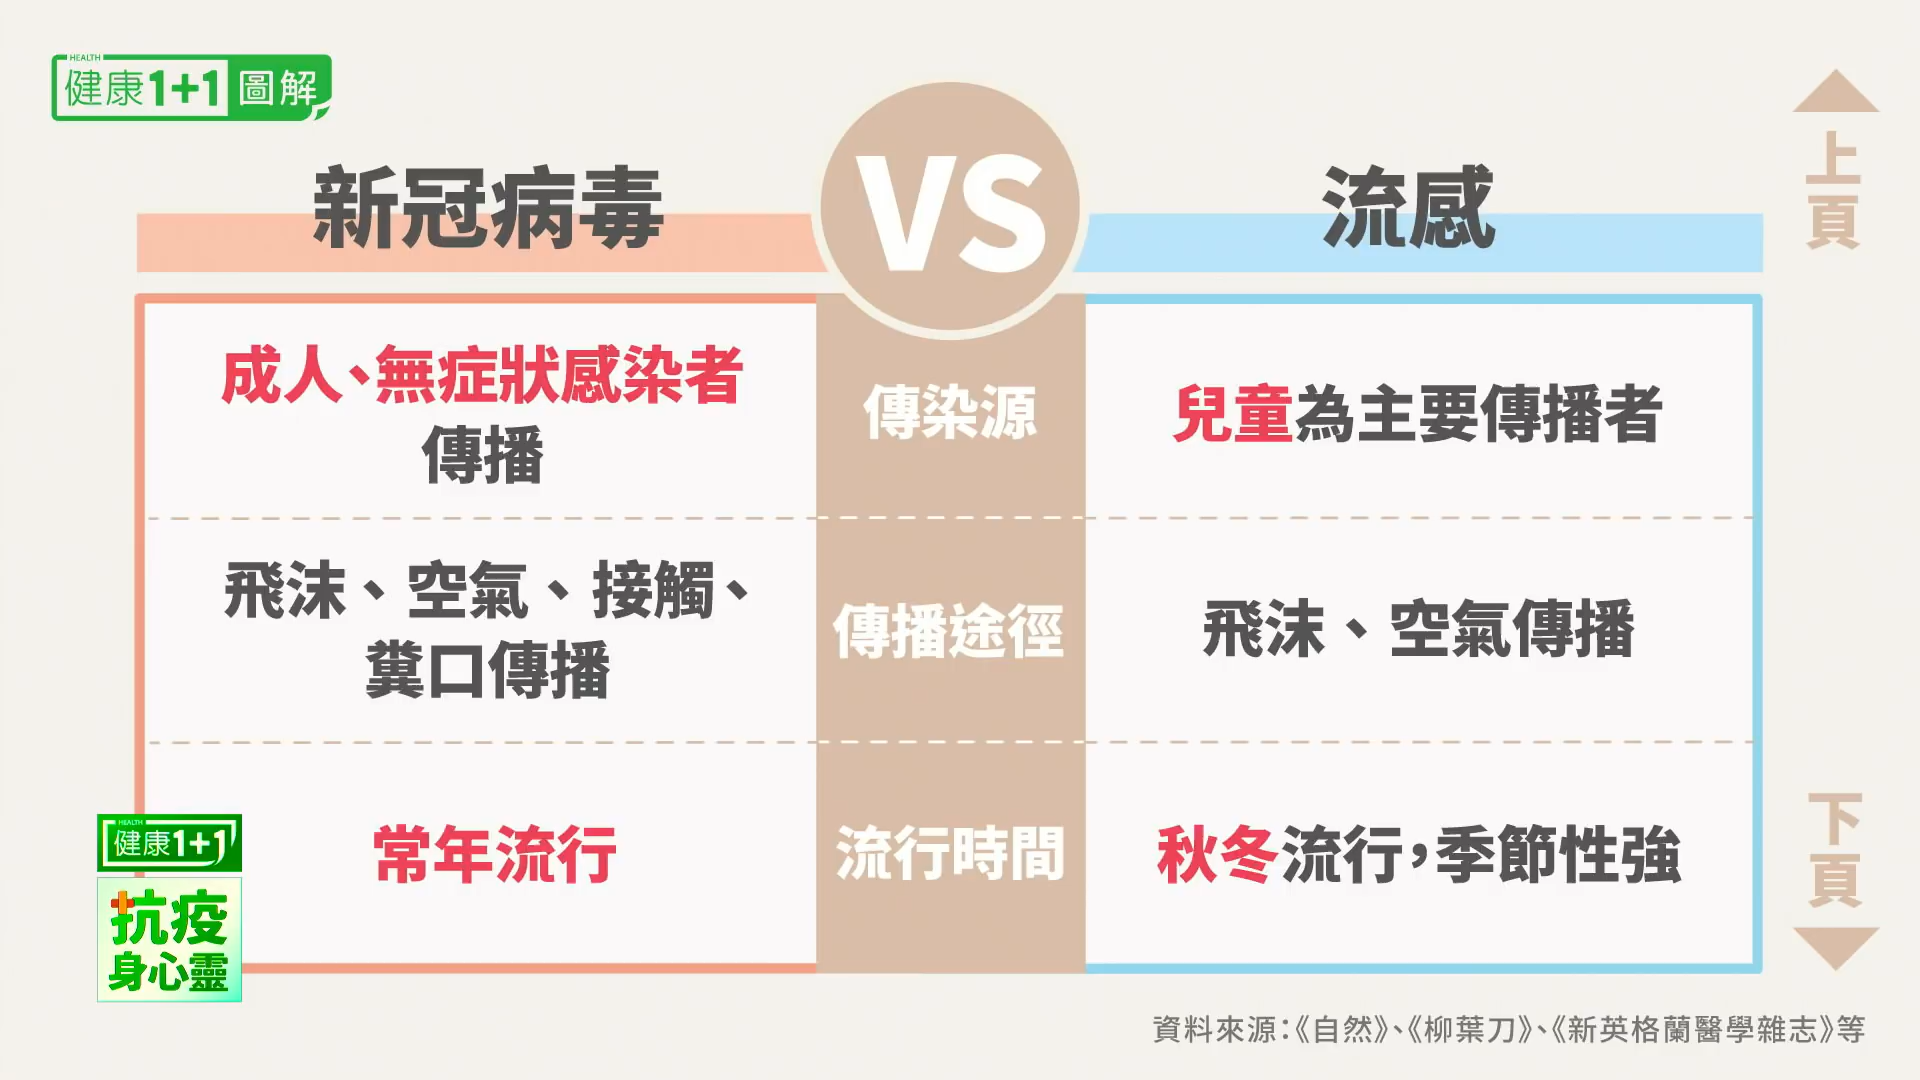 HEALTH
健康1+1 圖解
新冠病毒
VS
流感
上頁
成人、無症狀感染者
傳播
傳染源
兒童為主要傳播者
飛沫、空氣、接觸、
糞口傳播
傳播途徑
飛沫、空氣傳播
常年流行
流行時間
秋冬流行,季節性強
下頁
HEALTH
健康1+1
抗疫
身心靈
資料來源:《自然》、《柳葉刀》、《新英格蘭醫學雜志》等